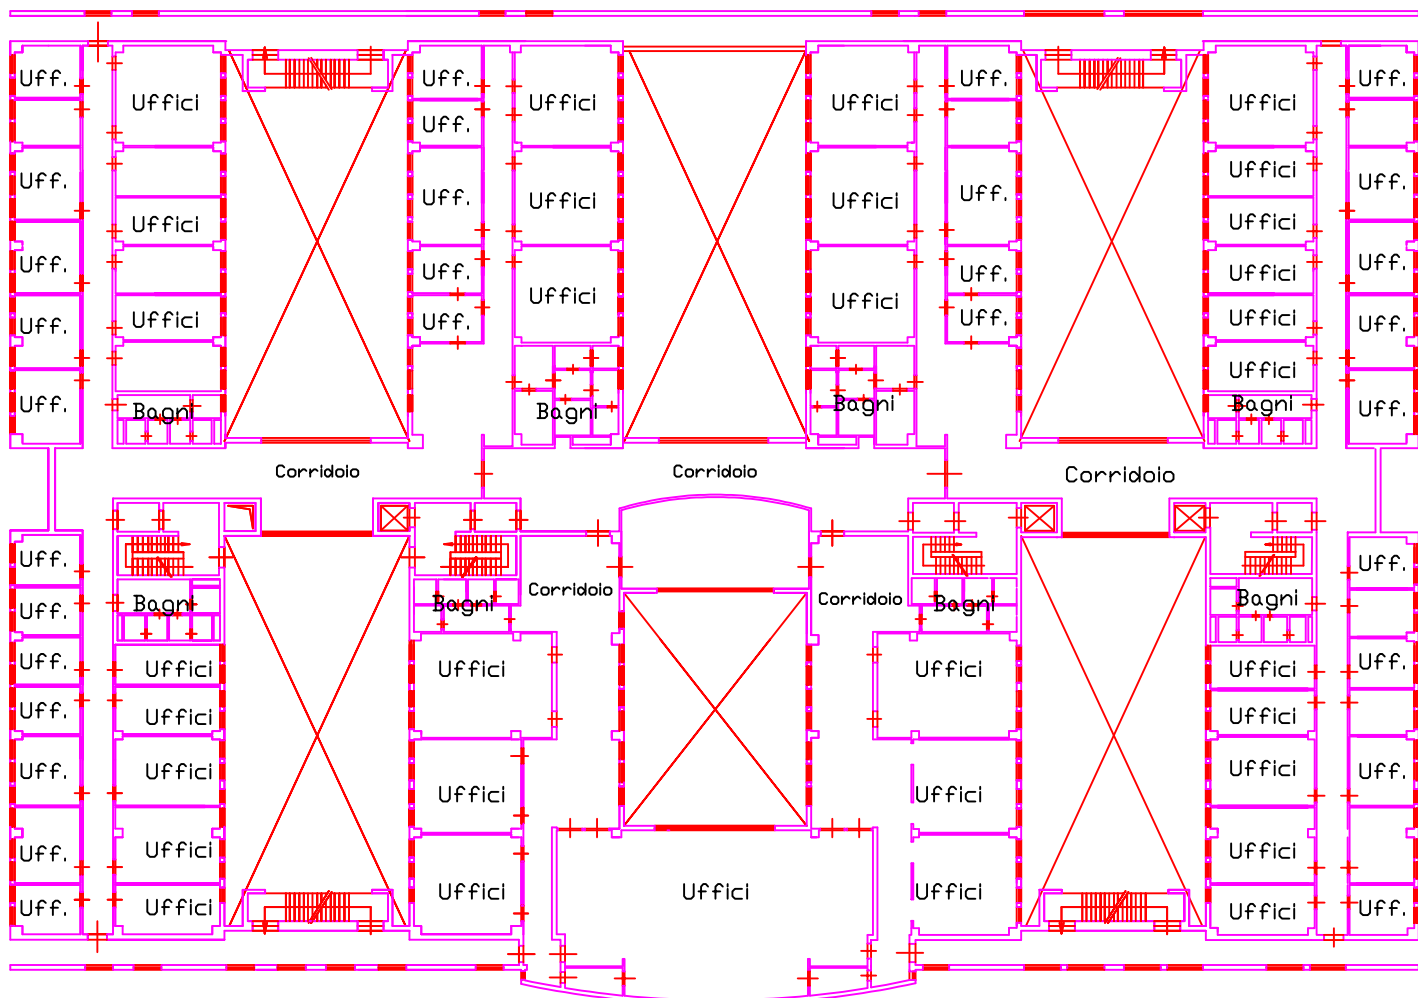 Uff. Uff. Uff. Uff.
Uffici Uffici Uffici Uffici
Uff.
Uff. Uffici Uff.
Uff. Uffici Uffici Uff.
Uffici Uffici
Uff. Uff. Uffici Uff.
Uff. Uffici Uffici Uff.
Uff. Uffici Uff. Uff. Uffici Uff.
Uffici
Uff. Bagni Bagni Bagni Bagni Uff.
Corridoio Corridoio Corridoio
Uff. Uff.
Corridoio Corridoio
Uff. Bagni Bagni Bagni Bagni
Uff. Uffici Uffici Uffici Uffici Uff.
Uff. Uffici Uffici
Uff. Uffici Uffici Uff.
Uffici Uffici
Uff. Uffici Uffici
Uffici Uffici Uffici
Uff. Uffici Uffici Uff.